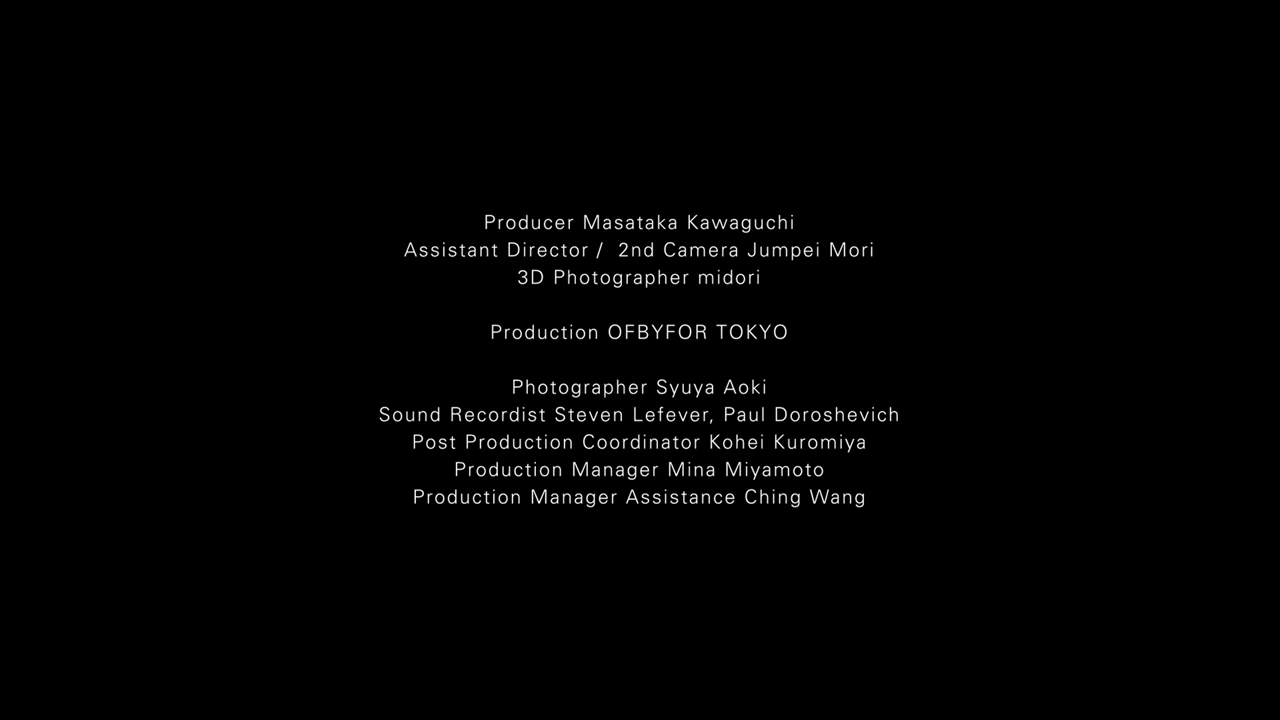 Producer Masataka Kawaguchi
Assistant Director /  2nd Camera Jumpei Mori
3D Photographer midori
Production OFBYFOR TOKYO
Photographer Syuya Aoki
Sound Recordist Steven Lefever, Paul Doroshevich
Post Production Coordinator Kohei Kuromiya
Production Manager Mina Miyamoto
Production Manager Assistance Ching Wang